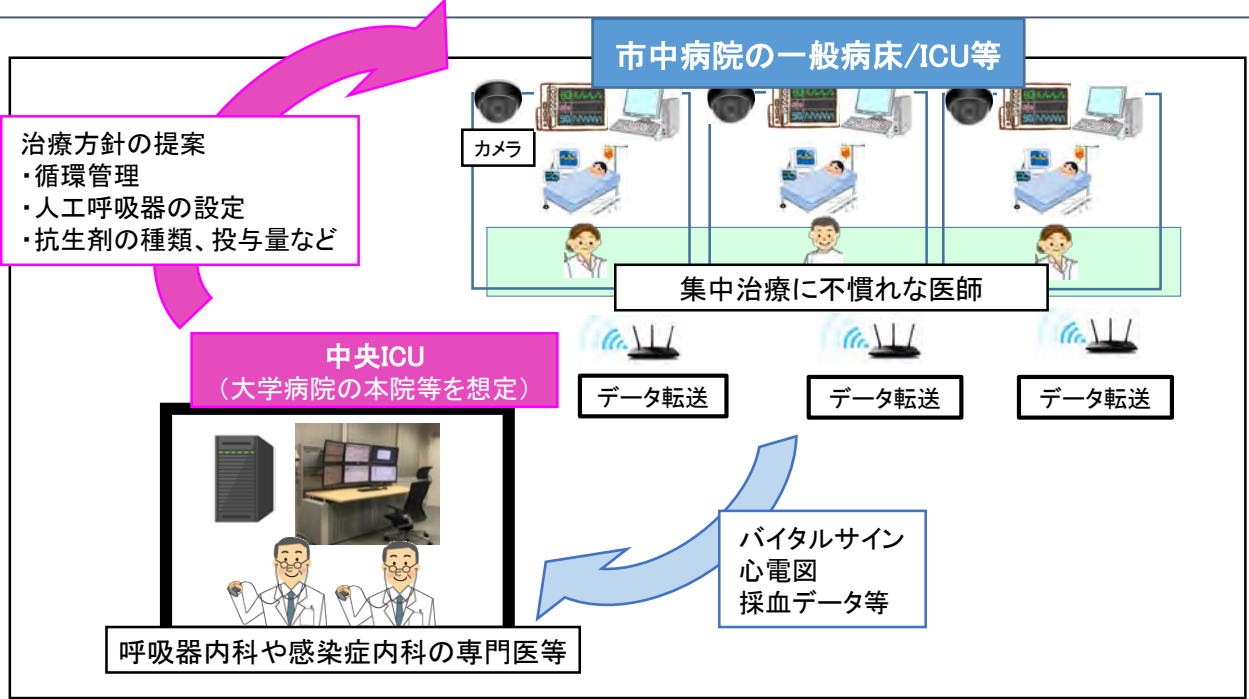 市中病院の一般病床/ICU等
カメラ
治療方針の提案
・循環管理
・人工呼吸器の設定
・抗生剤の種類、投与量など
集中治療に不慣れな医師
中央ICU
（大学病院の本院等を想定）
データ転送
データ転送
データ転送
バイタルサイン
心電図
採血データ等
呼吸器内科や感染症内科の専門医等